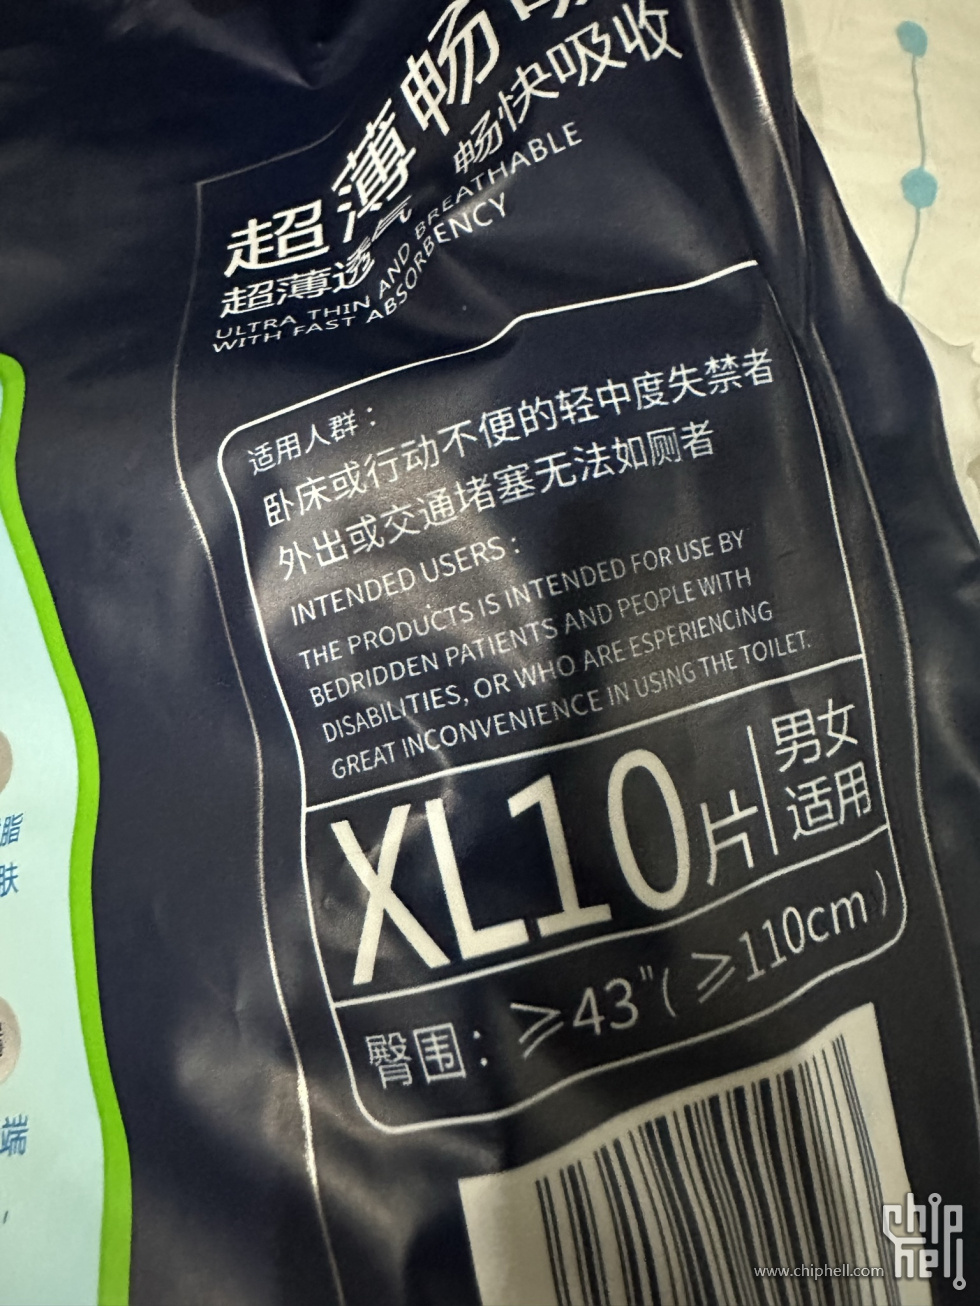 超薄畅吸
超薄透气 畅快吸收
ULTRA THIN AND BREATHABLE
WITH FAST ABSORBENCY
适用人群：
卧床或行动不便的轻中度失禁者
外出或交通堵塞无法如厕者
INTENDED USERS：
THE PRODUCTS IS INTENDED FOR USE BY
BEDRIDDEN PATIENTS AND PEOPLE WITH
DISABILITIES, OR WHO ARE ESPERIENCING
GREAT INCONVENIENCE IN USING THE TOILET.
XL10片
男女
适用
臀围：≥43"(≥110cm)
脂
肤
端
chip
hell
www.chiphell.com